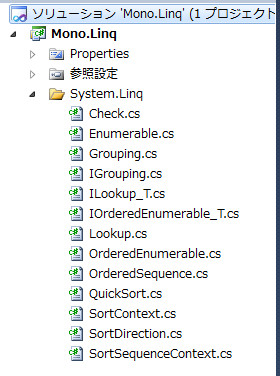 ソリューション 'Mono.Linq' (1 プロジェクト
Mono.Linq
Properties
参照設定
System.Linq
Check.cs
Enumerable.cs
Grouping.cs
IGrouping.cs
ILookup_T.cs
IOrderedEnumerable_T.cs
Lookup.cs
OrderedEnumerable.cs
OrderedSequence.cs
QuickSort.cs
SortContext.cs
SortDirection.cs
SortSequenceContext.cs